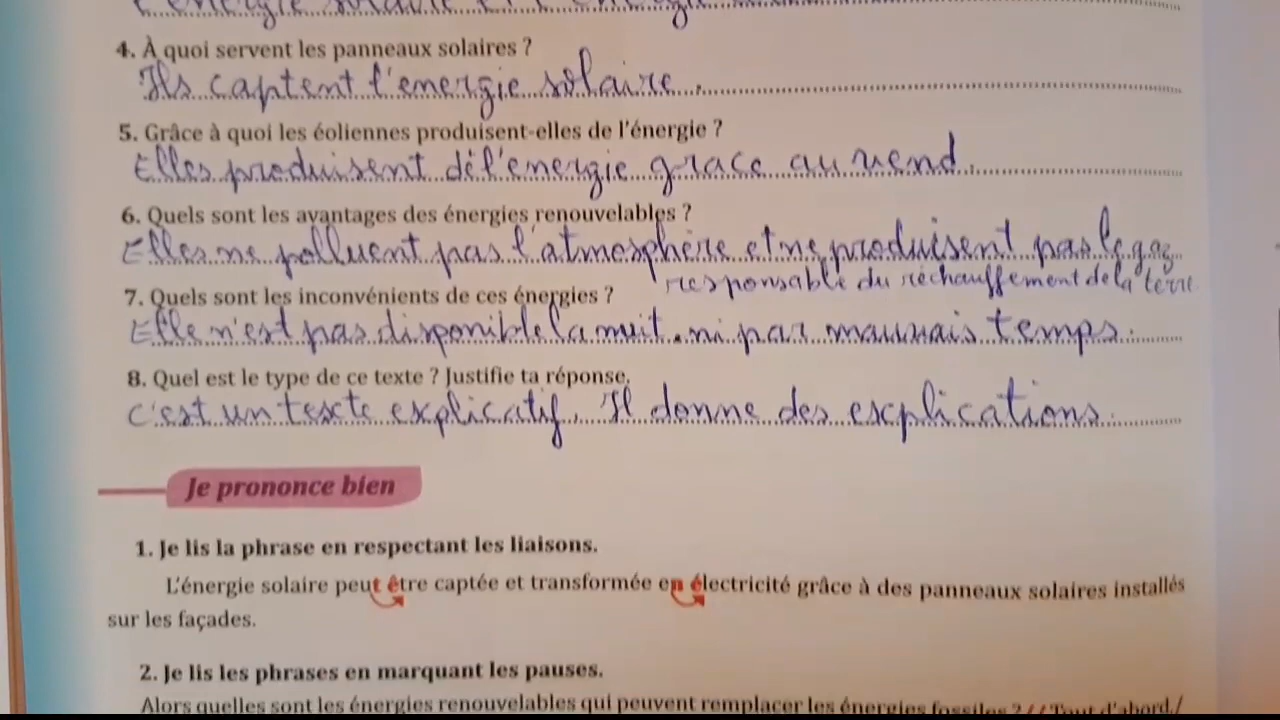 l'énergie solaire et l'énergie
4. À quoi servent les panneaux solaires ?
Ils captent l'energie solaire.
5. Grâce à quoi les éoliennes produisent-elles de l'énergie ?
Elles produisent de l'energie grace au vend.
6. Quels sont les avantages des énergies renouvelables ?
Elles ne polluent pas l'atmosphère et ne produisent pas le gaz
responsable du réchauffement de la terre
7. Quels sont les inconvénients de ces énergies ?
Elle n'est pas disponible la nuit. ni par mauvais temps.
8. Quel est le type de ce texte ? Justifie ta réponse.
C'est un texte explicatif. Il donne des explications.
Je prononce bien
1. Je lis la phrase en respectant les liaisons.
L'énergie solaire peut être captée et transformée en électricité grâce à des panneaux solaires installés
sur les façades.
2. Je lis les phrases en marquant les pauses.
Alors quelles sont les énergies renouvelables qui peuvent remplacer les énergies fossiles ? // Tout d'abord,/